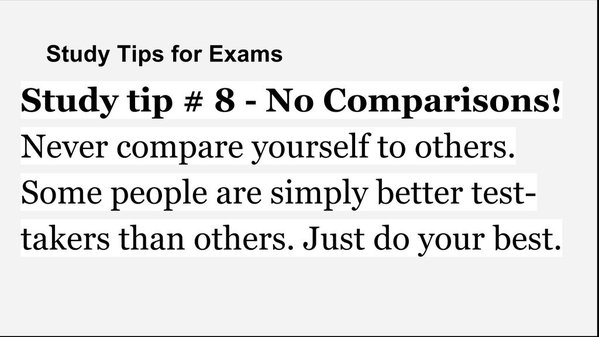 Study Tips for Exams
Study tip # 8 - No Comparisons!
Never compare yourself to others.
Some people are simply better test-
takers than others. Just do your best.